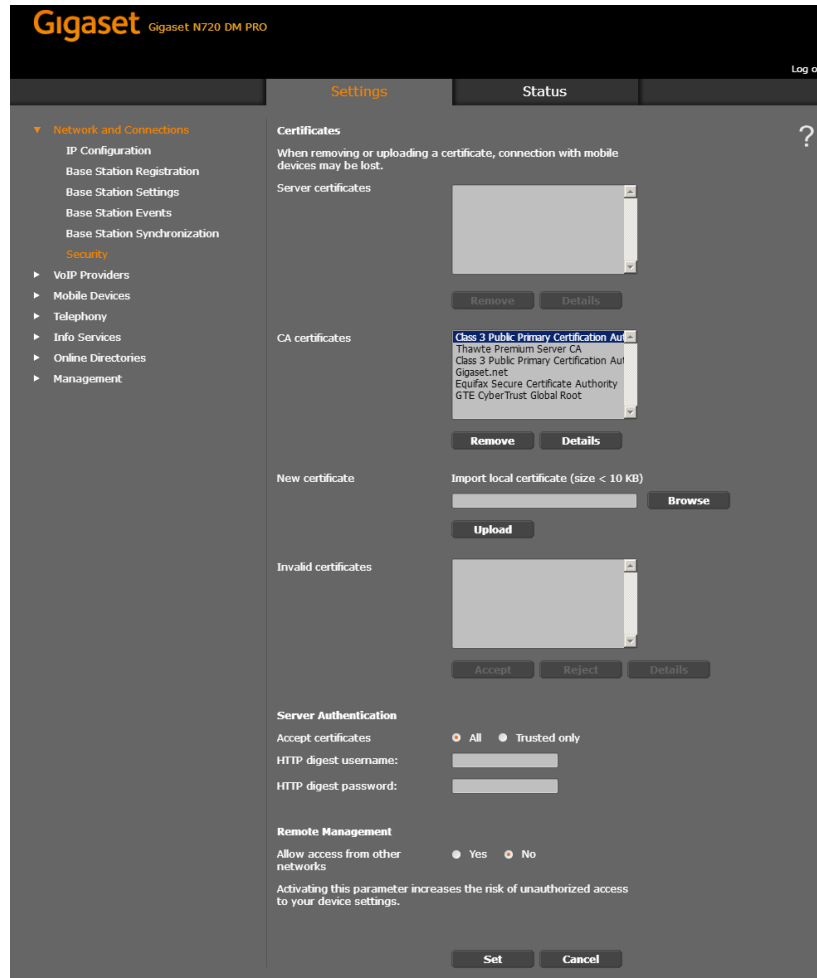 Gigaset Gigaset N720 DM PRO
Log o
Settings
Status
Network and Connections
IP Configuration
Base Station Registration
Base Station Settings
Base Station Events
Base Station Synchronization
Security
VoIP Providers
Mobile Devices
Telephony
Info Services
Online Directories
Management
Certificates
?
When removing or uploading a certificate, connection with mobile
devices may be lost.
Server certificates
Remove
Details
CA certificates
Class 3 Public Primary Certification Aut
Thawte Premium Server CA
Class 3 Public Primary Certification Aut
Gigaset.net
Equifax Secure Certificate Authority
GTE CyberTrust Global Root
Remove
Details
New certificate
Import local certificate (size < 10 KB)
Browse
Upload
Invalid certificates
Accept
Reject
Details
Server Authentication
Accept certificates
All
Trusted only
HTTP digest username:
HTTP digest password:
Remote Management
Allow access from other
networks
Yes
No
Activating this parameter increases the risk of unauthorized access
to your device settings.
Set
Cancel